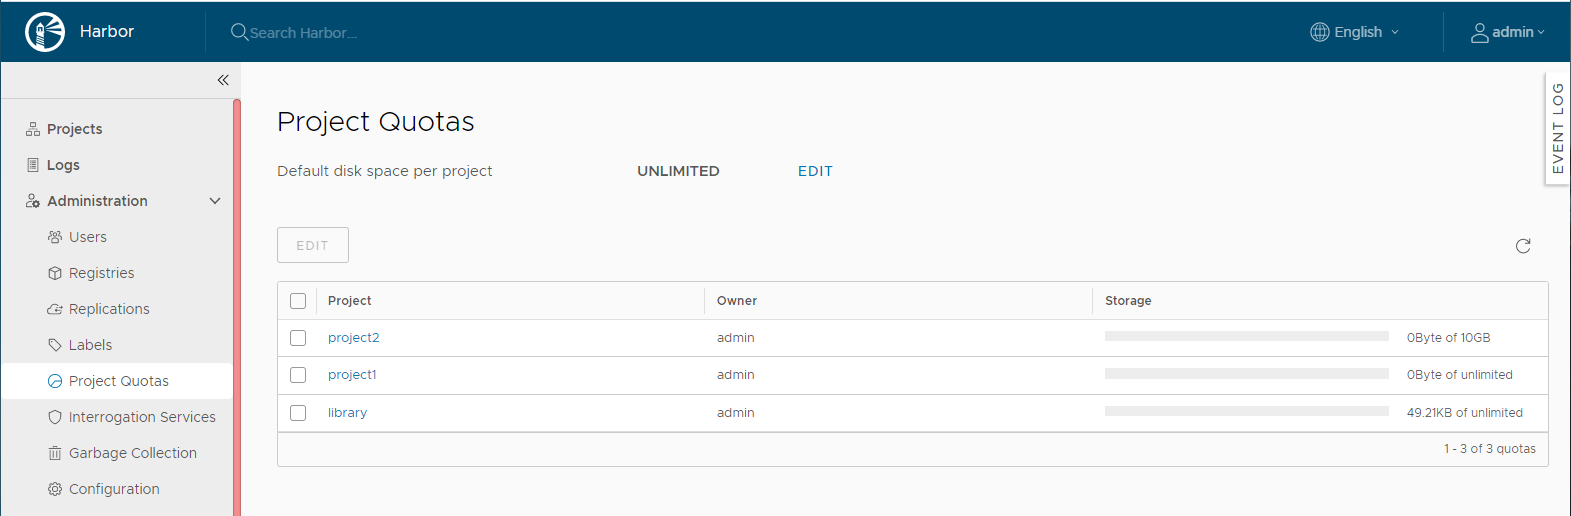 Harbor
Search Harbor...
English
admin
EVENT LOG
Projects
Logs
Administration
Users
Registries
Replications
Labels
Project Quotas
Interrogation Services
Garbage Collection
Configuration
Project Quotas
Default disk space per project UNLIMITED EDIT
EDIT
Project Owner Storage
project2 admin 0Byte of 10GB
project1 admin 0Byte of unlimited
library admin 49.21KB of unlimited
1 - 3 of 3 quotas